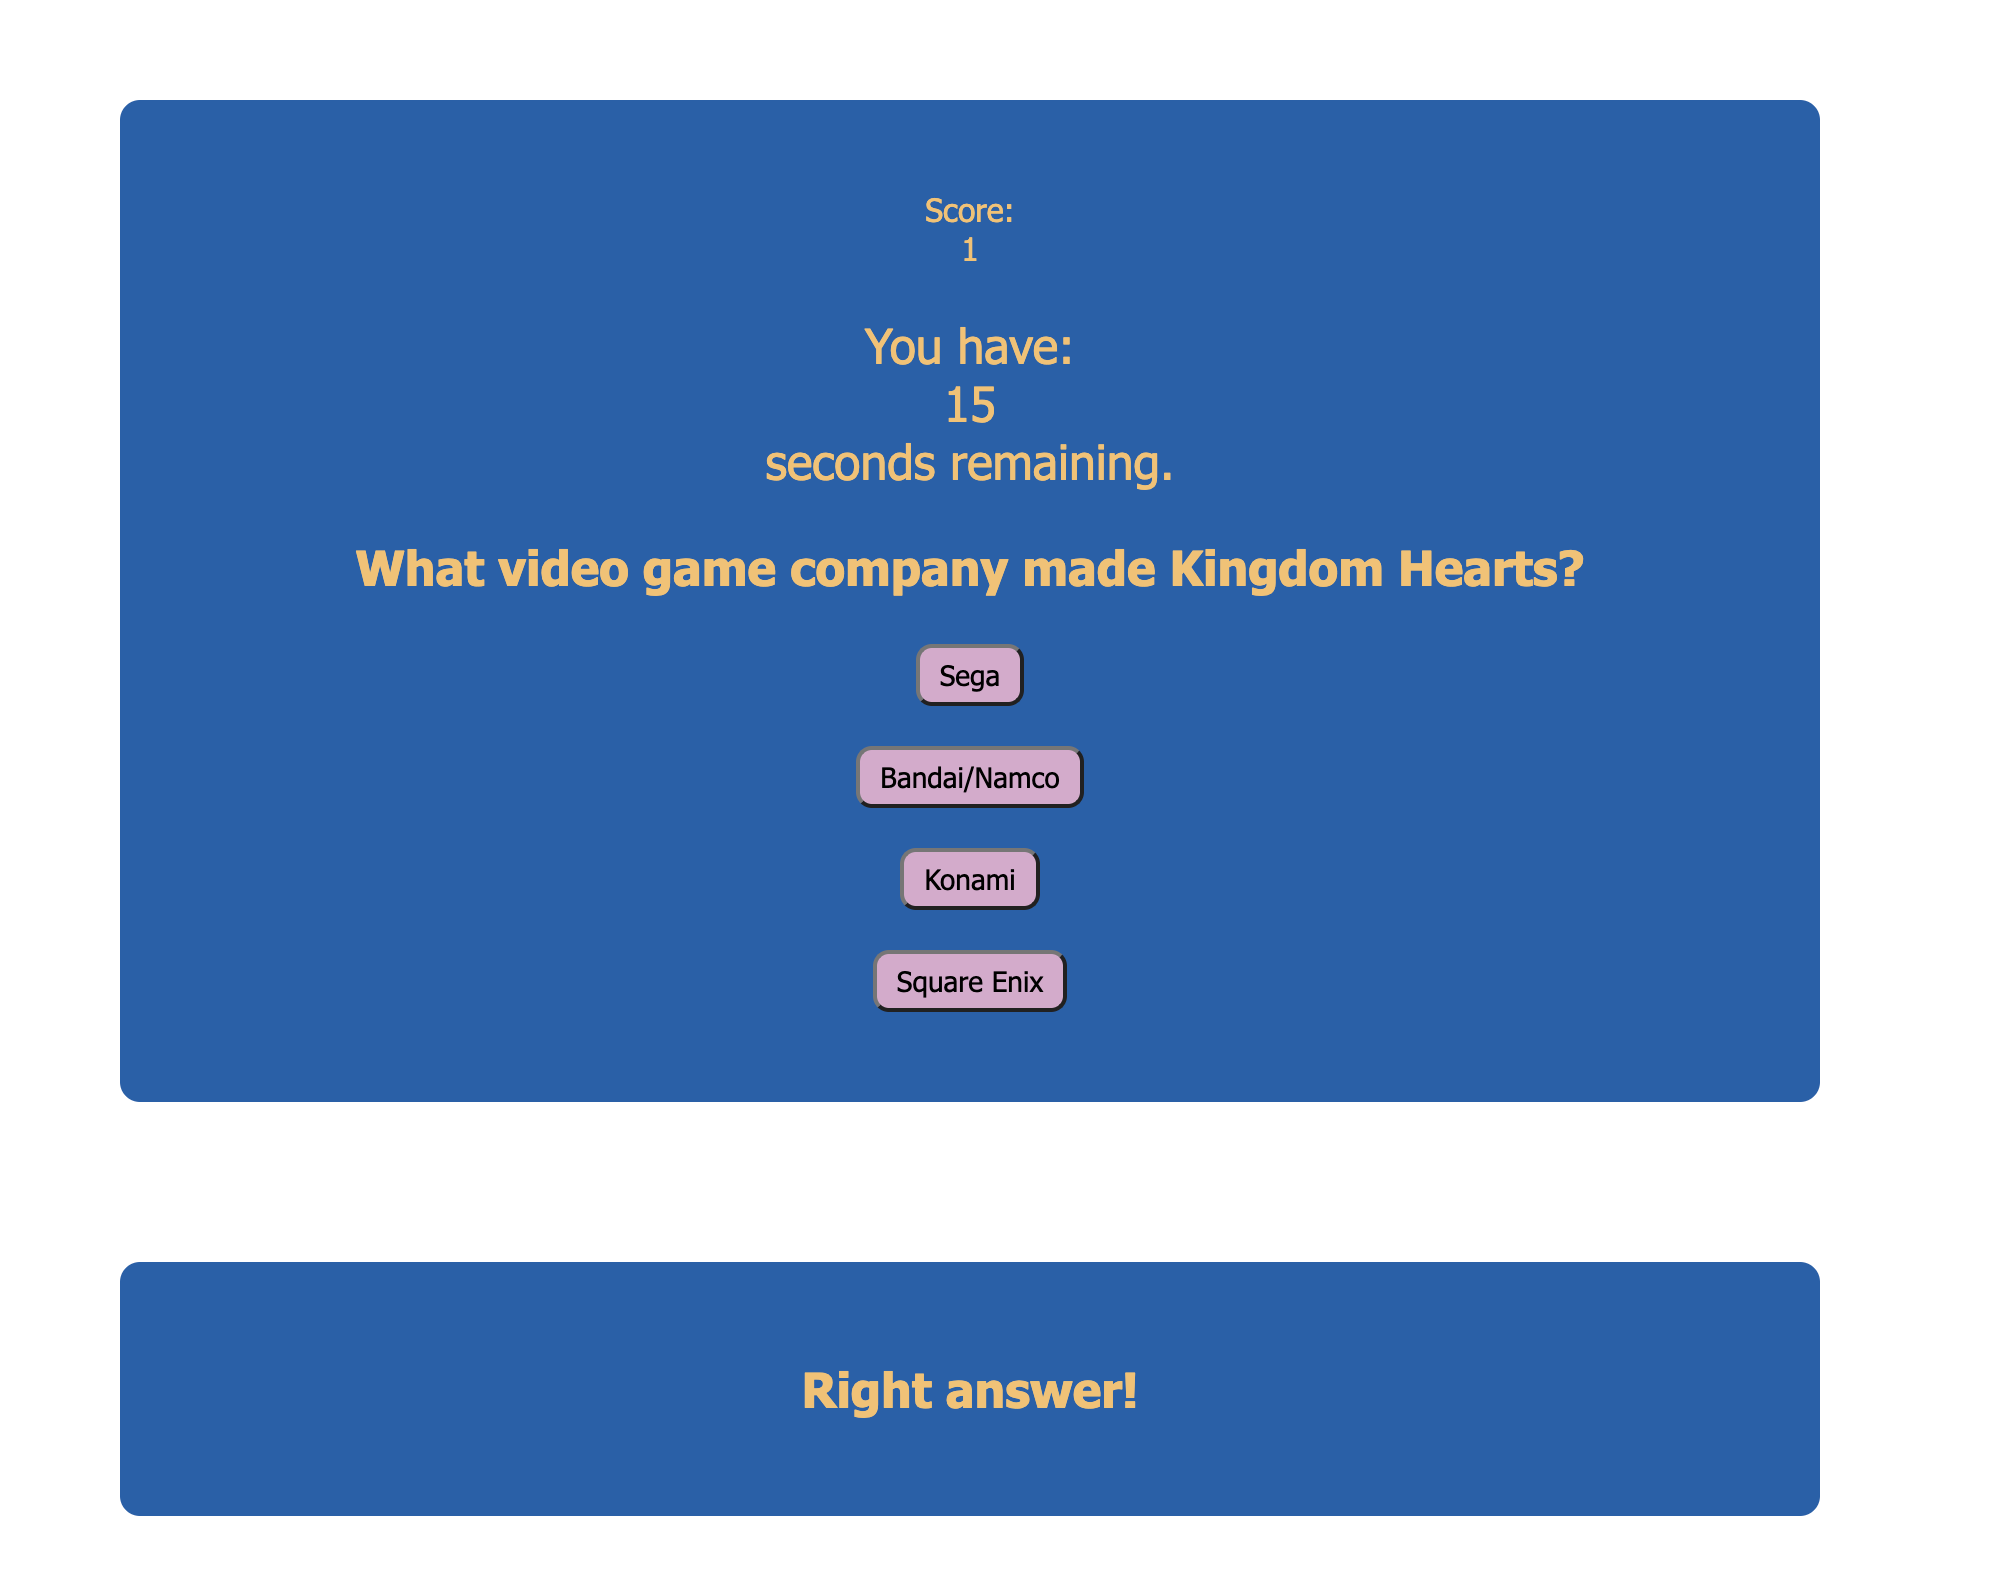 Score:
1
You have:
15
seconds remaining.
What video game company made Kingdom Hearts?
Sega
Bandai/Namco
Konami
Square Enix
Right answer!